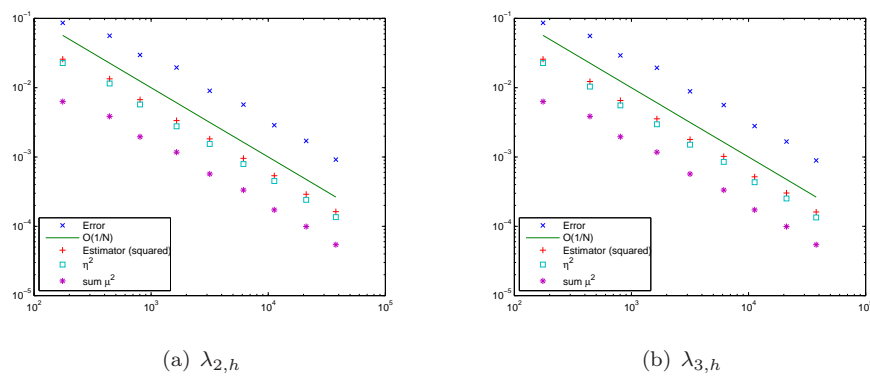 10^-1
10^-2
10^-3
10^-4
10^-5
10^2
10^3
10^4
10^5
Error
O(1/N)
Estimator (squared)
η^2
sum μ^2
(a) λ_{2,h}
10^-1
10^-2
10^-3
10^-4
10^-5
10^2
10^3
10^4
10
Error
O(1/N)
Estimator (squared)
η^2
sum μ^2
(b) λ_{3,h}